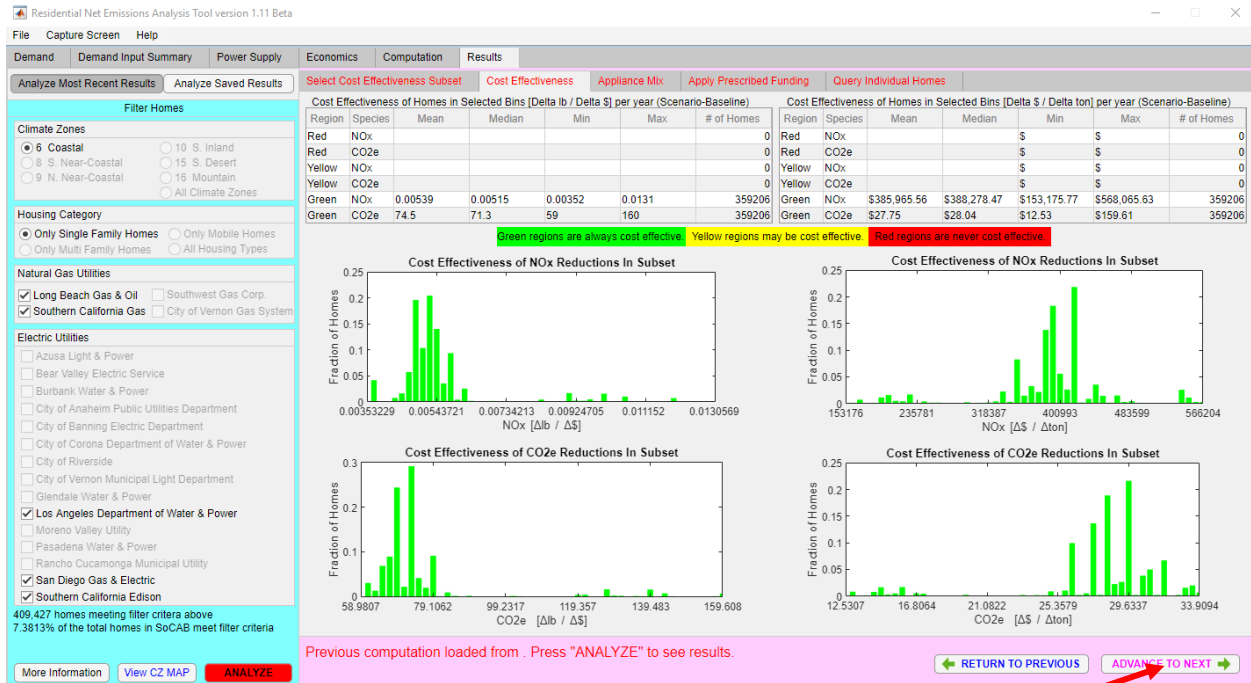 Residential Net Emissions Analysis Tool version 1.11 Beta
File Capture Screen Help
Demand Demand Input Summary Power Supply Economics Computation Results
Analyze Most Recent Results Analyze Saved Results
Filter Homes
Climate Zones
6 Coastal 10 S. Inland
8 S. Near-Coastal 15 S. Desert
9 N. Near-Coastal 16 Mountain
All Climate Zones
Housing Category
Only Single Family Homes Only Mobile Homes
Only Multi Family Homes All Housing Types
Natural Gas Utilities
Long Beach Gas & Oil Southwest Gas Corp.
Southern California Gas City of Vernon Gas System
Electric Utilities
Azusa Light & Power
Bear Valley Electric Service
Burbank Water & Power
City of Anaheim Public Utilities Department
City of Banning Electric Department
City of Corona Department of Water & Power
City of Riverside
City of Vernon Municipal Light Department
Glendale Water & Power
Los Angeles Department of Water & Power
Moreno Valley Utility
Pasadena Water & Power
Rancho Cucamonga Municipal Utility
San Diego Gas & Electric
Southern California Edison
409,427 homes meeting filter critera above
7.3813% of the total homes in SoCAB meet filter criteria
More Information View CZ MAP ANALYZE
Select Cost Effectiveness Subset Cost Effectiveness Appliance Mix Apply Prescribed Funding Query Individual Homes
Cost Effectiveness of Homes in Selected Bins [Delta lb / Delta $] per year (Scenario-Baseline)
Region Species Mean Median Min Max # of Homes
Red NOx 0
Red CO2e 0
Yellow NOx 0
Yellow CO2e 0
Green NOx 0.00539 0.00515 0.00352 0.0131 359206
Green CO2e 74.5 71.3 59 160 359206
Cost Effectiveness of Homes in Selected Bins [Delta $ / Delta ton] per year (Scenario-Baseline)
Region Species Mean Median Min Max # of Homes
Red NOx $ $ 0
Red CO2e $ $ 0
Yellow NOx $ $ 0
Yellow CO2e $ $ 0
Green NOx $385,965.56 $388,278.47 $153,175.77 $568,065.63 359206
Green CO2e $27.75 $28.04 $12.53 $159.61 359206
Green regions are always cost effective. Yellow regions may be cost effective. Red regions are never cost effective.
Cost Effectiveness of NOx Reductions In Subset
Fraction of Homes
0.25
0.2
0.15
0.1
0.05
0
0.00353229 0.00543721 0.00734213 0.00924705 0.011152 0.0130569
NOx [Δlb / Δ$]
Cost Effectiveness of NOx Reductions In Subset
Fraction of Homes
0.25
0.2
0.15
0.1
0.05
0
153176 235781 318387 400993 483599 566204
NOx [Δ$ / Δton]
Cost Effectiveness of CO2e Reductions In Subset
Fraction of Homes
0.3
0.2
0.1
0
58.9807 79.1062 99.2317 119.357 139.483 159.608
CO2e [Δlb / Δ$]
Cost Effectiveness of CO2e Reductions In Subset
Fraction of Homes
0.25
0.2
0.15
0.1
0.05
0
12.5307 16.8064 21.0822 25.3579 29.6337 33.9094
CO2e [Δ$ / Δton]
Previous computation loaded from . Press "ANALYZE" to see results.
RETURN TO PREVIOUS ADVANCE TO NEXT